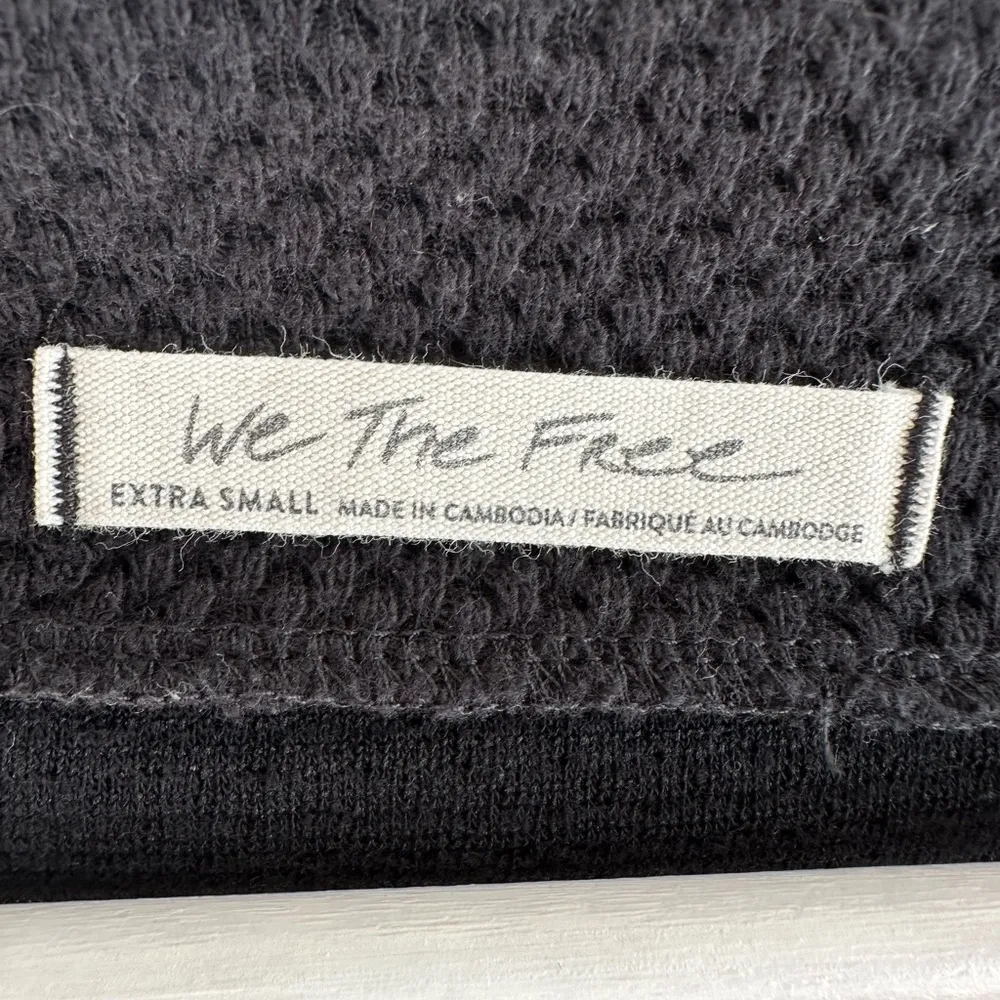 We The Free
EXTRA SMALL MADE IN CAMBODIA / FABRIQUÉ AU CAMBODGE